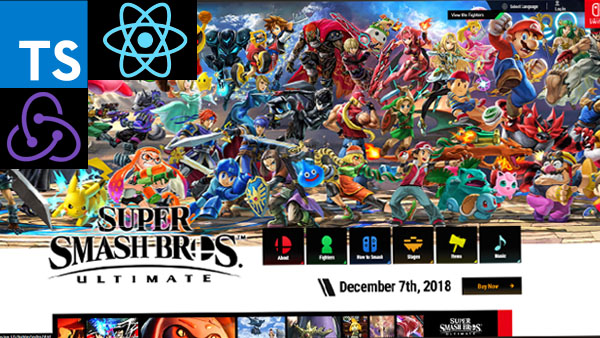 TS
View the Fighters
Select Language
Log in
SUPER
SMASH BROS.™
ULTIMATE
About
Fighters
How to Smash
Stages
Items
Music
December 7th, 2018
Buy Now
SUPER
SMASH BROS.
ULTIMATE